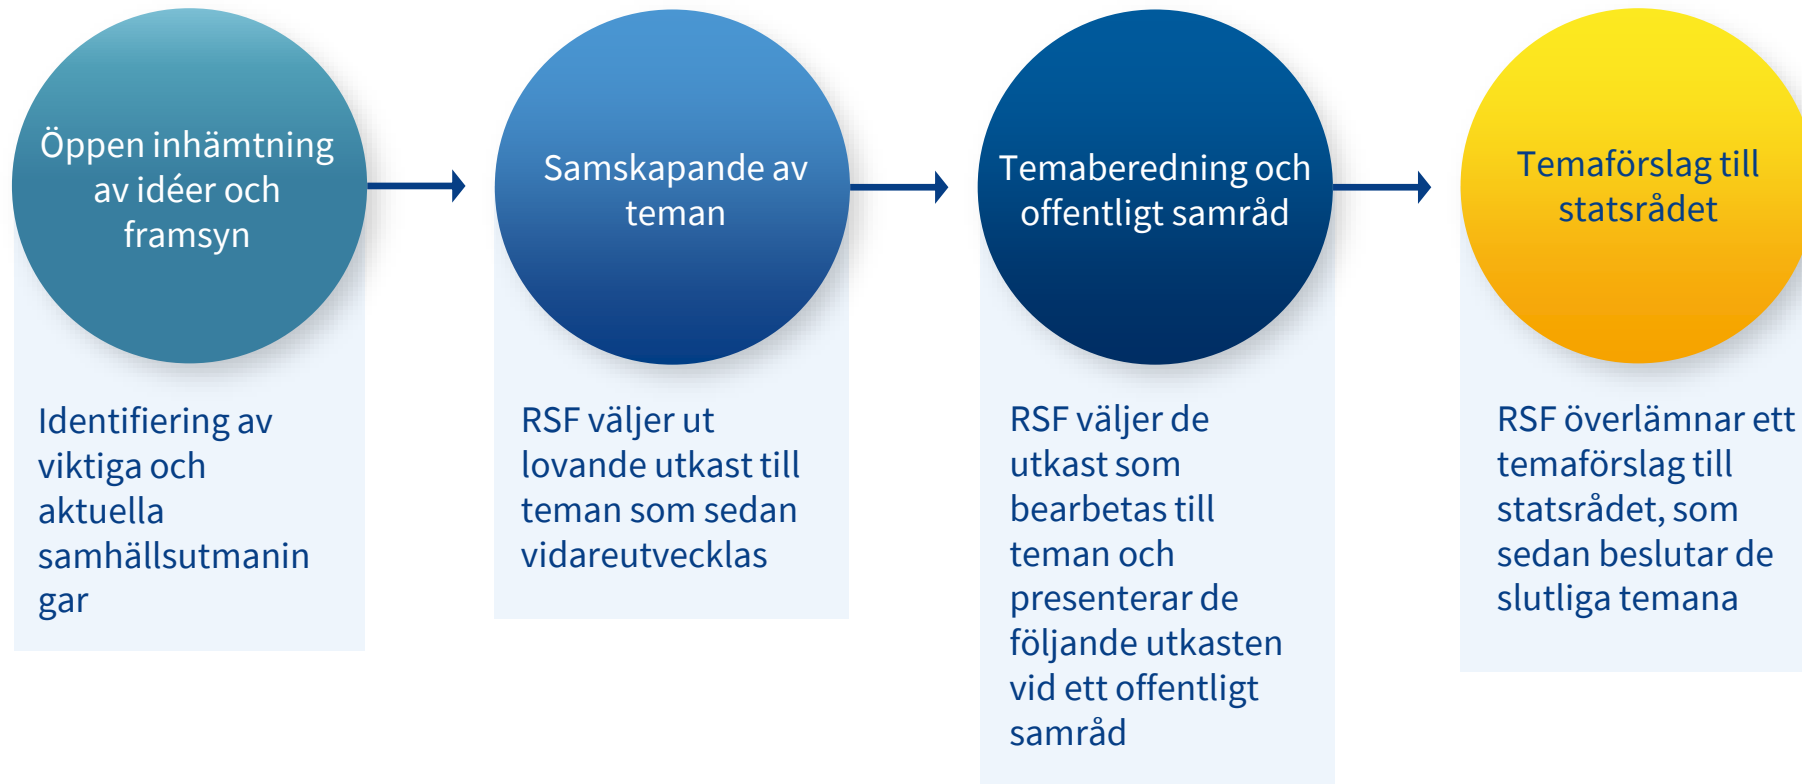 Öppen inhämtning
av idéer och
framsyn
Identifiering av
viktiga och
aktuella
samhällsutmanin
gar
Samskapande av
teman
RSF väljer ut
lovande utkast till
teman som sedan
vidareutvecklas
Temaberedning och
offentligt samråd
RSF väljer de
utkast som
bearbetas till
teman och
presenterar de
följande utkasten
vid ett offentligt
samråd
Temaförslag till
statsrådet
RSF överlämnar ett
temaförslag till
statsrådet, som
sedan beslutar de
slutliga temana